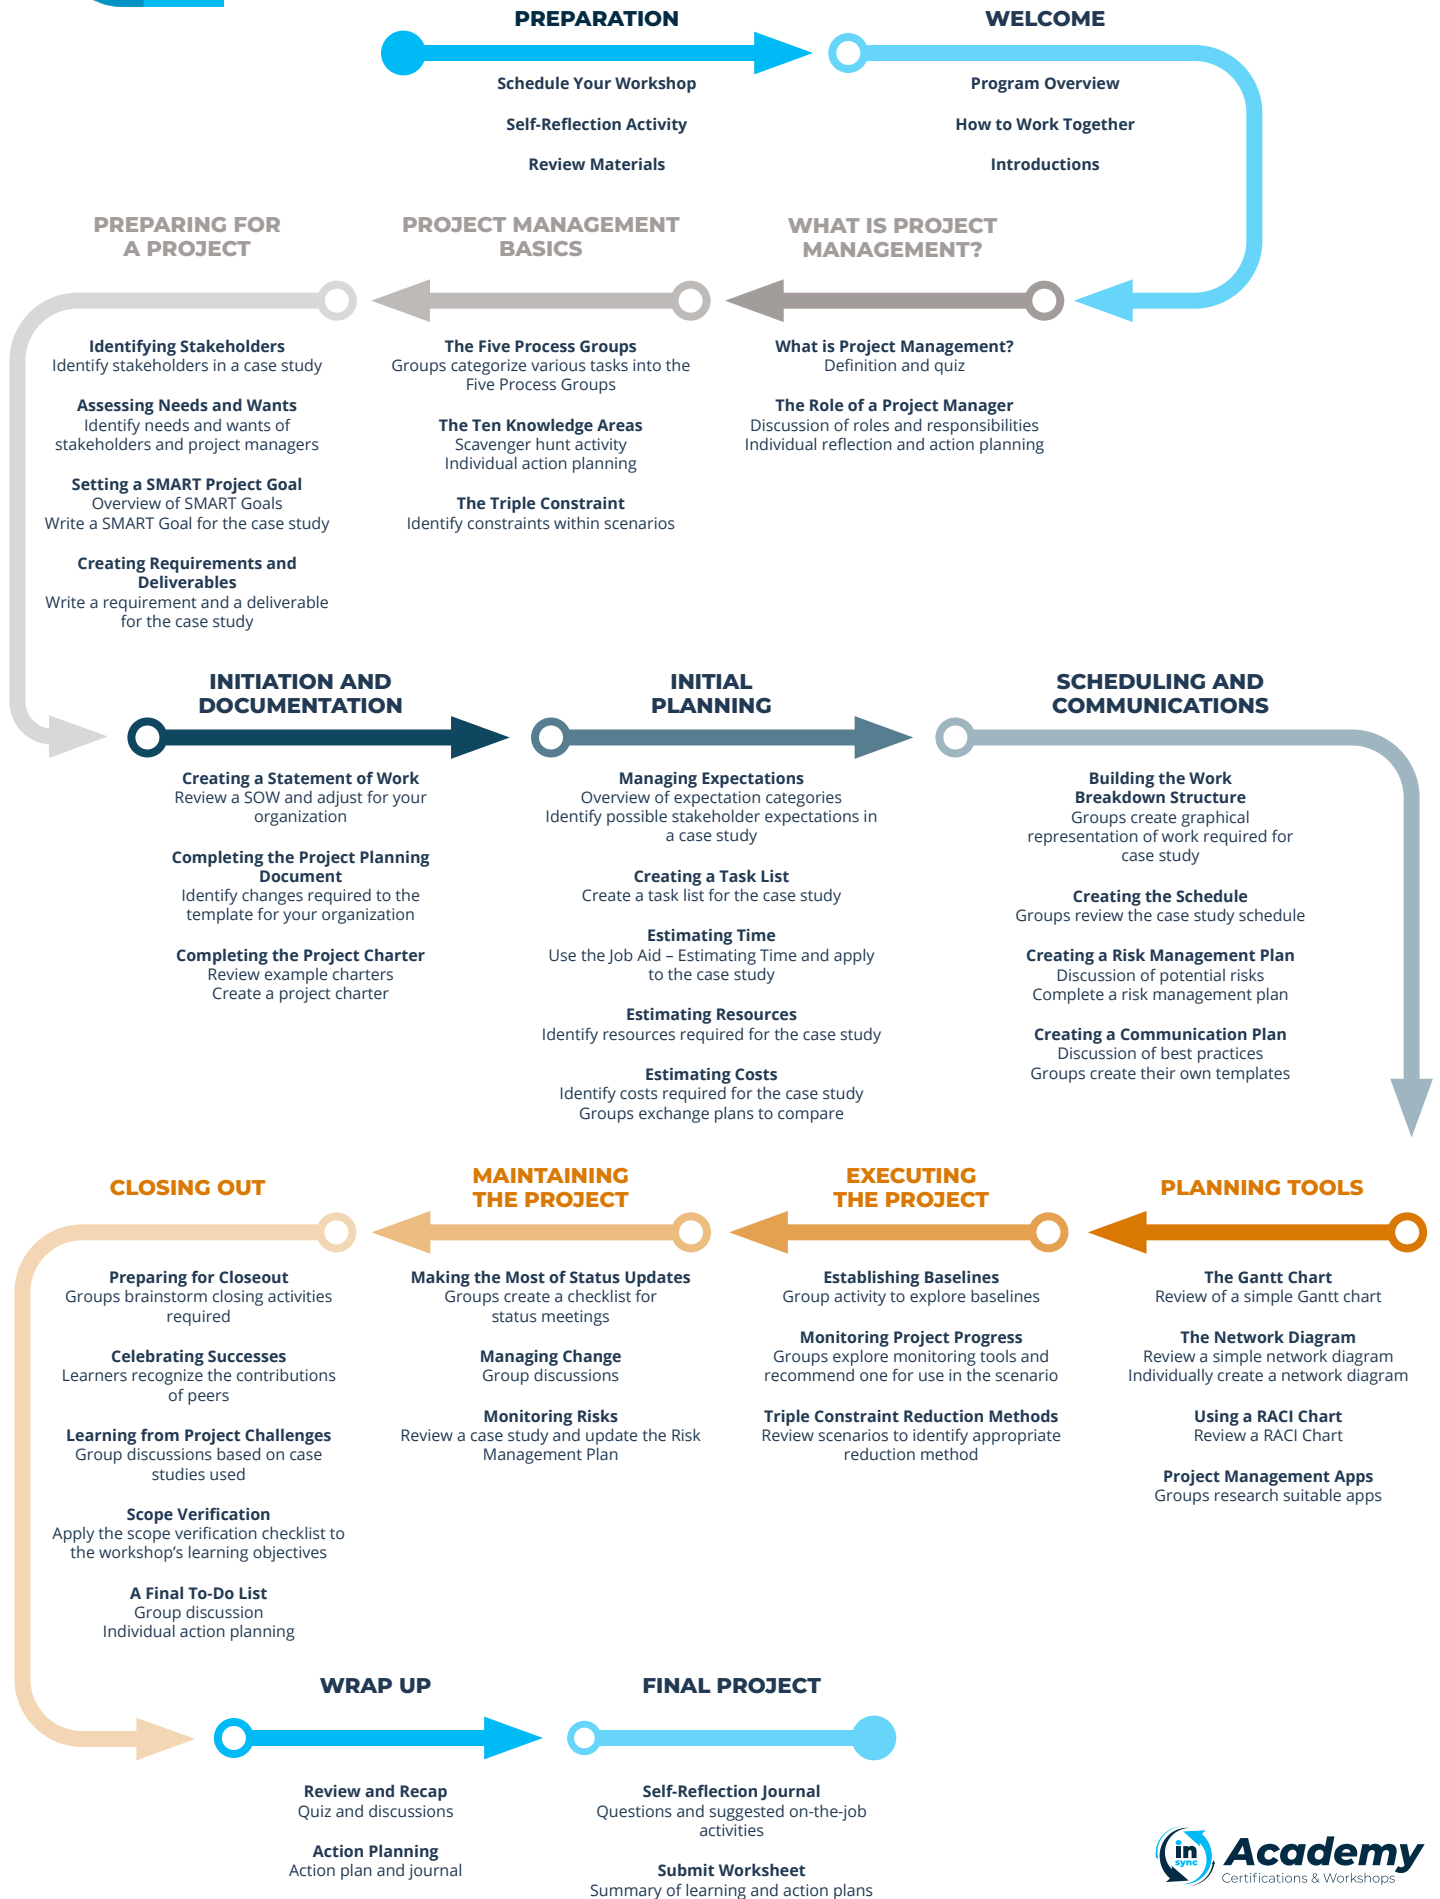 PREPARATION
Schedule Your Workshop
Self-Reflection Activity
Review Materials
WELCOME
Program Overview
How to Work Together
Introductions
WHAT IS PROJECT
MANAGEMENT?
What is Project Management?
Definition and quiz
The Role of a Project Manager
Discussion of roles and responsibilities
Individual reflection and action planning
PROJECT MANAGEMENT
BASICS
The Five Process Groups
Groups categorize various tasks into the
Five Process Groups
The Ten Knowledge Areas
Scavenger hunt activity
Individual action planning
The Triple Constraint
Identify constraints within scenarios
PREPARING FOR
A PROJECT
Identifying Stakeholders
Identify stakeholders in a case study
Assessing Needs and Wants
Identify needs and wants of
stakeholders and project managers
Setting a SMART Project Goal
Overview of SMART Goals
Write a SMART Goal for the case study
Creating Requirements and
Deliverables
Write a requirement and a deliverable
for the case study
INITIATION AND
DOCUMENTATION
Creating a Statement of Work
Review a SOW and adjust for your
organization
Completing the Project Planning
Document
Identify changes required to the
template for your organization
Completing the Project Charter
Review example charters
Create a project charter
INITIAL
PLANNING
Managing Expectations
Overview of expectation categories
Identify possible stakeholder expectations in
a case study
Creating a Task List
Create a task list for the case study
Estimating Time
Use the Job Aid – Estimating Time and apply
to the case study
Estimating Resources
Identify resources required for the case study
Estimating Costs
Identify costs required for the case study
Groups exchange plans to compare
SCHEDULING AND
COMMUNICATIONS
Building the Work
Breakdown Structure
Groups create graphical
representation of work required for
case study
Creating the Schedule
Groups review the case study schedule
Creating a Risk Management Plan
Discussion of potential risks
Complete a risk management plan
Creating a Communication Plan
Discussion of best practices
Groups create their own templates
PLANNING TOOLS
The Gantt Chart
Review of a simple Gantt chart
The Network Diagram
Review a simple network diagram
Individually create a network diagram
Using a RACI Chart
Review a RACI Chart
Project Management Apps
Groups research suitable apps
EXECUTING
THE PROJECT
Establishing Baselines
Group activity to explore baselines
Monitoring Project Progress
Groups explore monitoring tools and
recommend one for use in the scenario
Triple Constraint Reduction Methods
Review scenarios to identify appropriate
reduction method
MAINTAINING
THE PROJECT
Making the Most of Status Updates
Groups create a checklist for
status meetings
Managing Change
Group discussions
Monitoring Risks
Review a case study and update the Risk
Management Plan
CLOSING OUT
Preparing for Closeout
Groups brainstorm closing activities
required
Celebrating Successes
Learners recognize the contributions
of peers
Learning from Project Challenges
Group discussions based on case
studies used
Scope Verification
Apply the scope verification checklist to
the workshop's learning objectives
A Final To-Do List
Group discussion
Individual action planning
WRAP UP
Review and Recap
Quiz and discussions
Action Planning
Action plan and journal
FINAL PROJECT
Self-Reflection Journal
Questions and suggested on-the-job
activities
Submit Worksheet
Summary of learning and action plans
in
sync
Academy
Certifications & Workshops